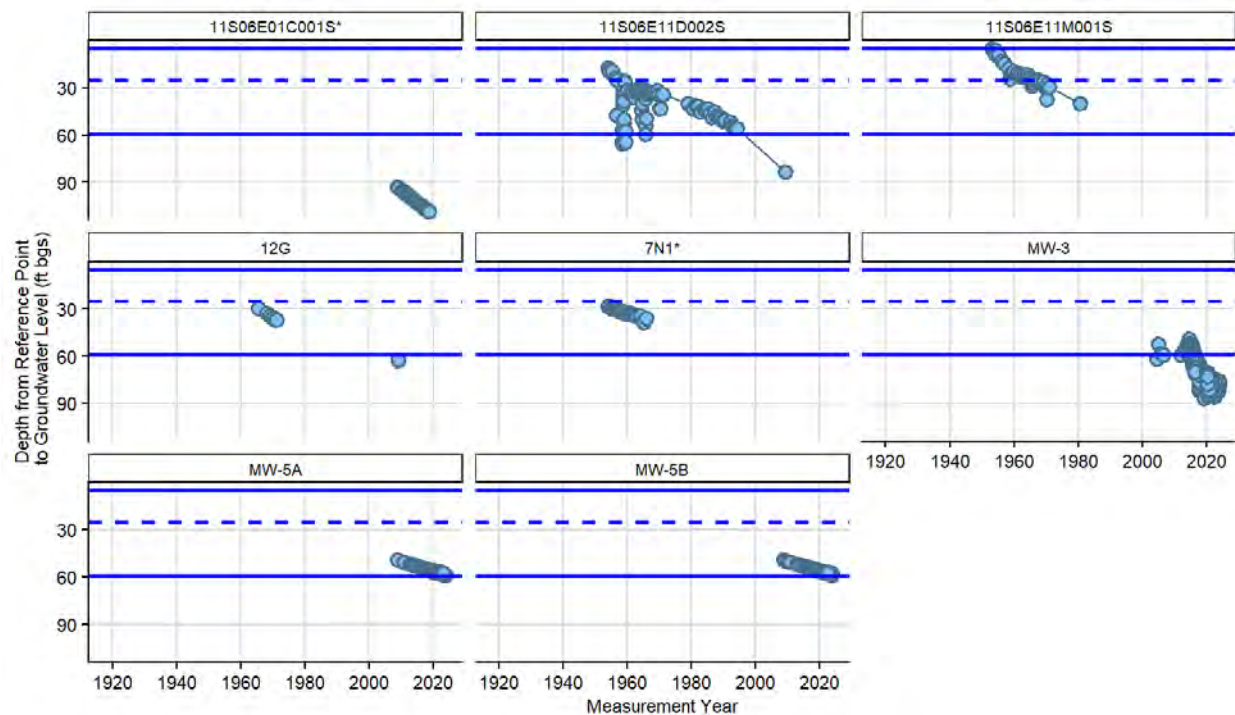 11S06E01C001S* 11S06E11D002S 11S06E11M001S
30
60
90
12G 7N1* MW-3
30
60
90
Depth from Reference Point
to Groundwater Level (ft bgs)
1920 1940 1960 1980 2000 2020
MW-5A MW-5B
30
60
90
1920 1940 1960 1980 2000 2020 1920 1940 1960 1980 2000 2020
Measurement Year